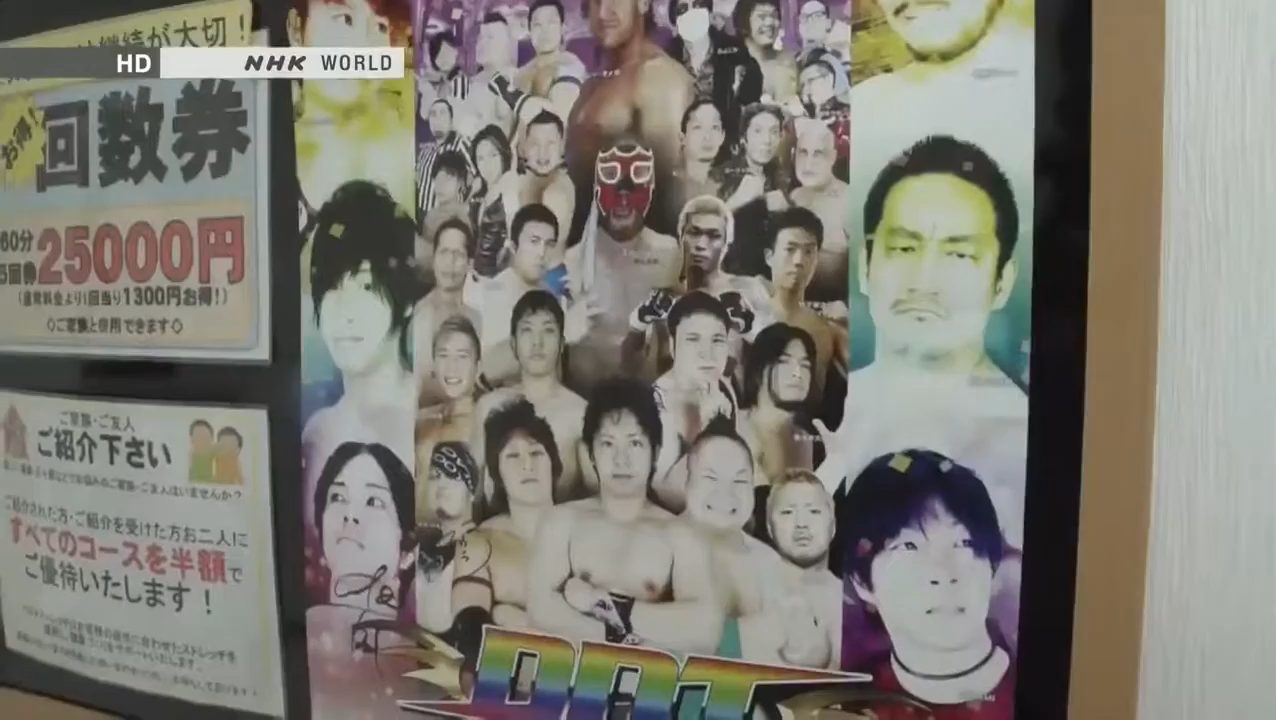 HD NHK WORLD
継続が大切!
お得!
回数券
60分
5回券25000円
(通常料金より1回当り1300円お得!)
◇ご家族と併用できます◇
ご家族・ご友人
ご紹介下さい
ご紹介された方・ご紹介を受けた方お二人に
すべてのコースを半額で
ご優待いたします!
DDT